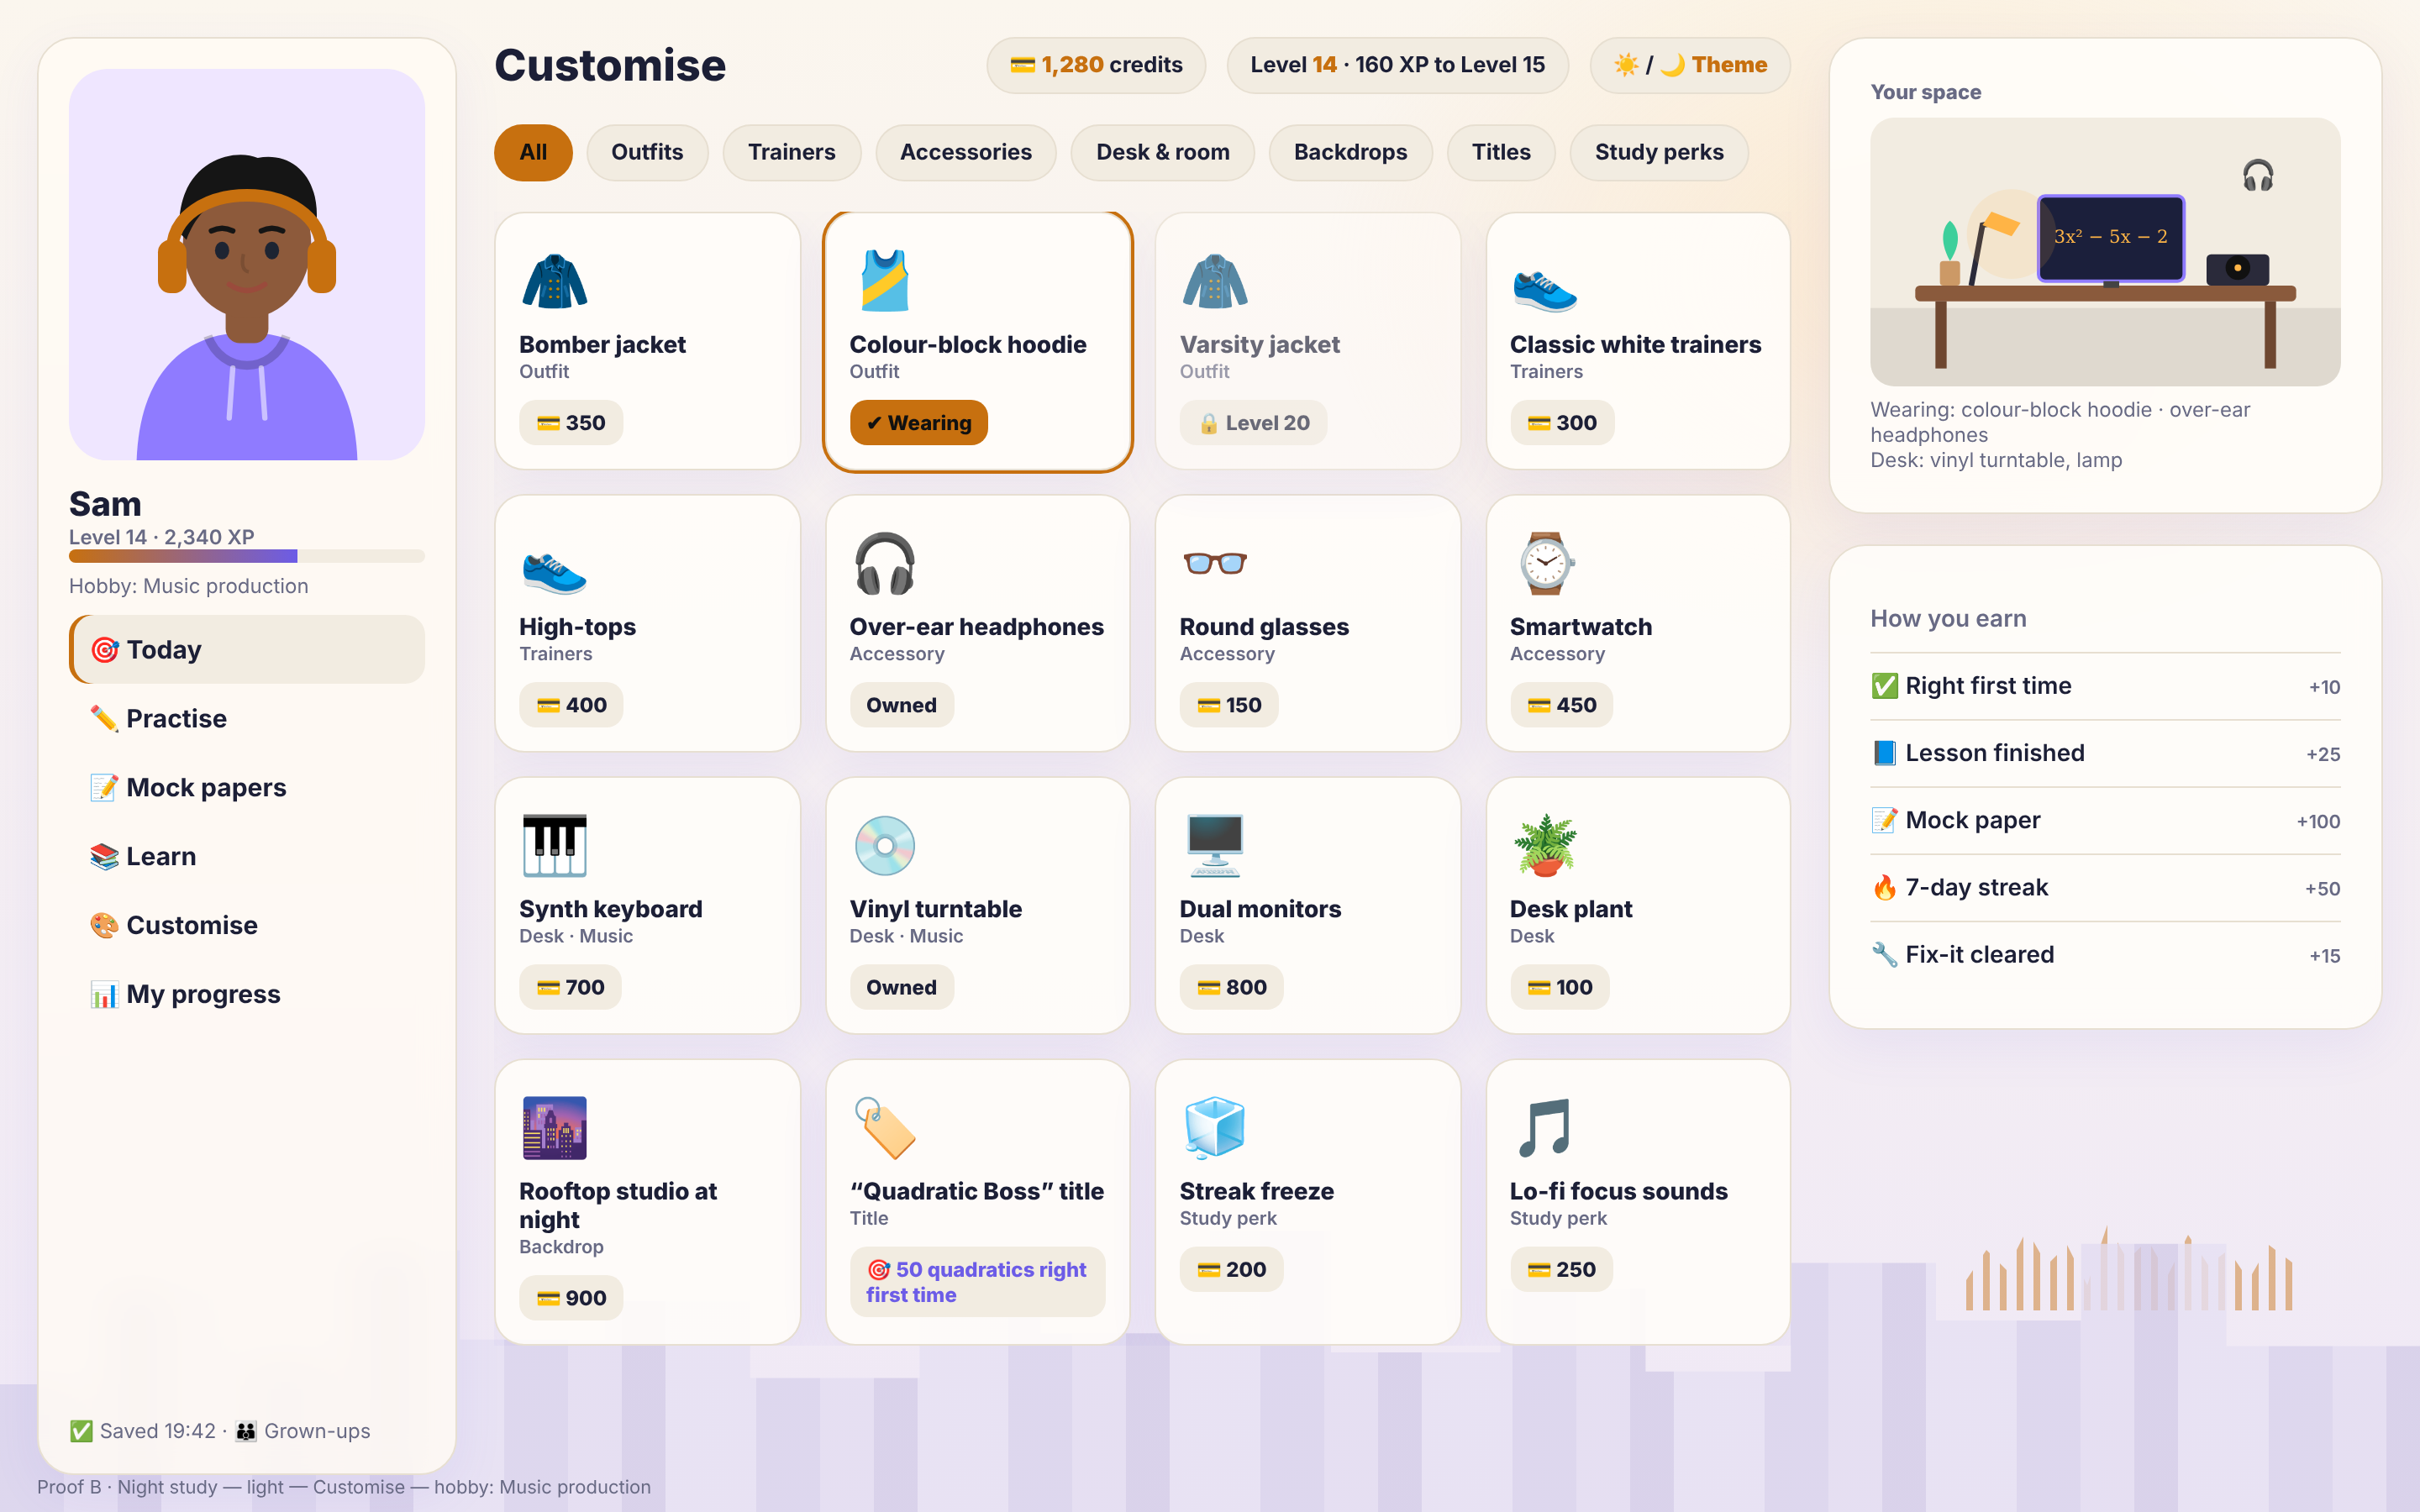 Sam
Level 14 · 2,340 XP
Hobby: Music production
🎯 Today
✏️ Practise
📝 Mock papers
📚 Learn
🎨 Customise
📊 My progress
✅ Saved 19:42 · 👪 Grown-ups
Customise
💳 1,280 credits
Level 14 · 160 XP to Level 15
☀️ / 🌙 Theme
All
Outfits
Trainers
Accessories
Desk & room
Backdrops
Titles
Study perks
Bomber jacket
Outfit
💳 350
Colour-block hoodie
Outfit
✔ Wearing
Varsity jacket
Outfit
🔒 Level 20
Classic white trainers
Trainers
💳 300
High-tops
Trainers
💳 400
Over-ear headphones
Accessory
Owned
Round glasses
Accessory
💳 150
Smartwatch
Accessory
💳 450
Synth keyboard
Desk · Music
💳 700
Vinyl turntable
Desk · Music
Owned
Dual monitors
Desk
💳 800
Desk plant
Desk
💳 100
Rooftop studio at
night
Backdrop
💳 900
“Quadratic Boss” title
Title
🎯 50 quadratics right
first time
Streak freeze
Study perk
💳 200
Lo-fi focus sounds
Study perk
💳 250
Your space
3x² − 5x − 2
Wearing: colour-block hoodie · over-ear
headphones
Desk: vinyl turntable, lamp
How you earn
✅ Right first time +10
📘 Lesson finished +25
📝 Mock paper +100
🔥 7-day streak +50
🔧 Fix-it cleared +15
Proof B · Night study — light — Customise — hobby: Music production